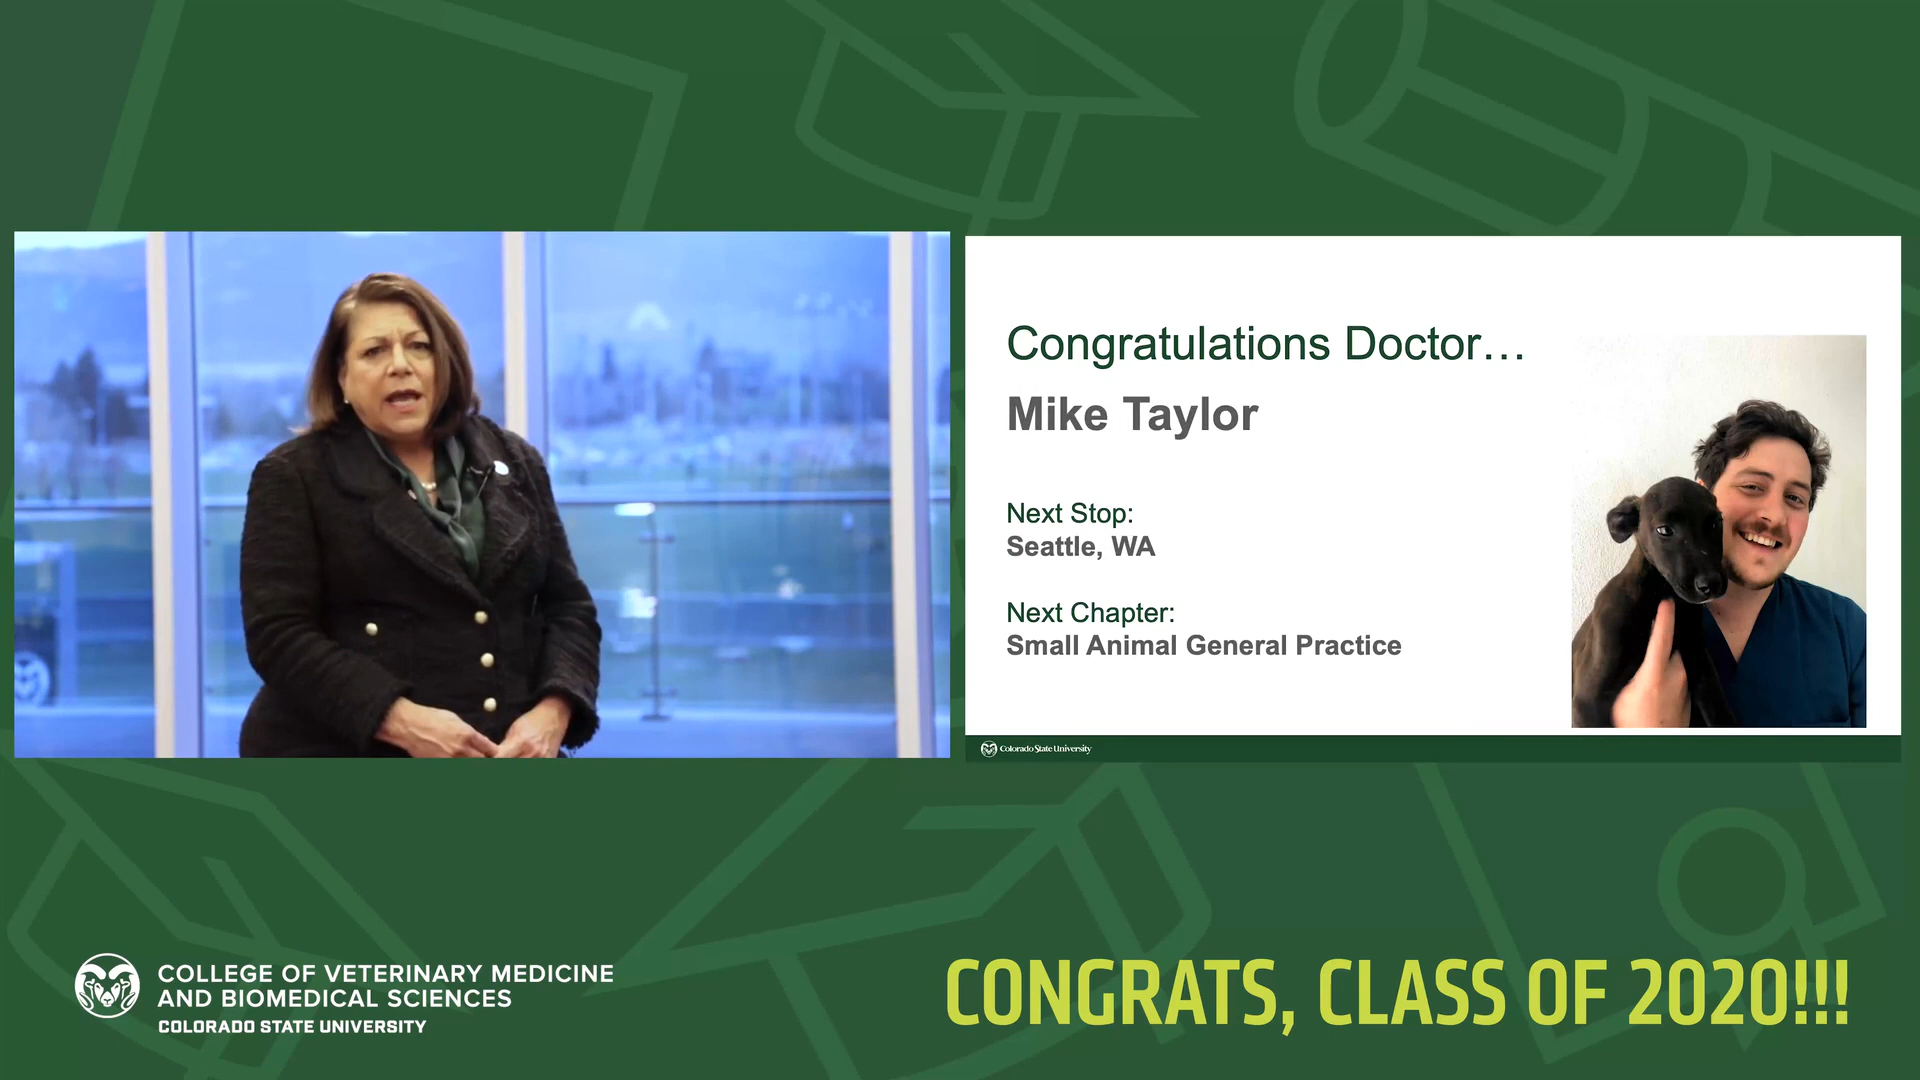 Congratulations Doctor…
Mike Taylor
Next Stop:
Seattle, WA
Next Chapter:
Small Animal General Practice
Colorado State University
COLLEGE OF VETERINARY MEDICINE
AND BIOMEDICAL SCIENCES
COLORADO STATE UNIVERSITY
CONGRATS, CLASS OF 2020!!!